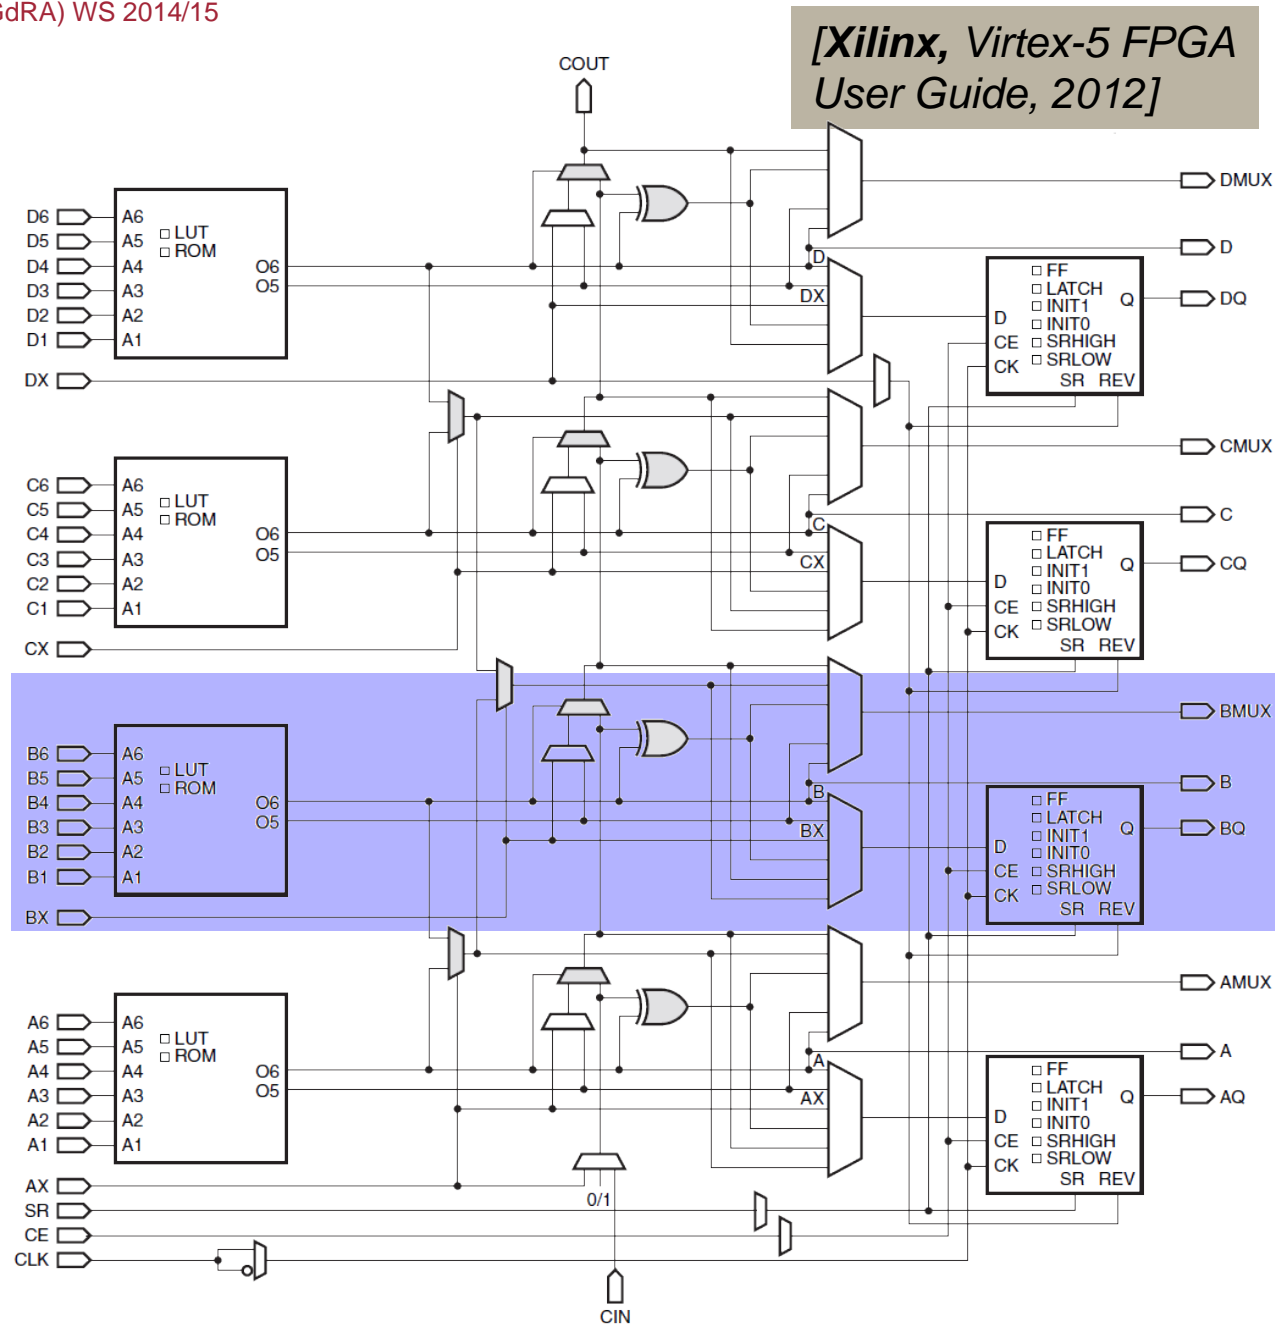 GdRA) WS 2014/15
[Xilinx, Virtex-5 FPGA
User Guide, 2012]
COUT
DMUX
D6 A6
D5 A5
D4 A4
D3 A3
D2 A2
D1 A1
LUT
ROM
O6
O5
DX
D
DX
D
DQ
FF
LATCH
INIT1
INIT0
SRHIGH
SRLOW
D
CE
CK
Q
SR REV
CMUX
C6 A6
C5 A5
C4 A4
C3 A3
C2 A2
C1 A1
LUT
ROM
O6
O5
CX
C
CX
C
CQ
FF
LATCH
INIT1
INIT0
SRHIGH
SRLOW
D
CE
CK
Q
SR REV
BMUX
B6 A6
B5 A5
B4 A4
B3 A3
B2 A2
B1 A1
LUT
ROM
O6
O5
BX
B
BX
B
BQ
FF
LATCH
INIT1
INIT0
SRHIGH
SRLOW
D
CE
CK
Q
SR REV
AMUX
A6 A6
A5 A5
A4 A4
A3 A3
A2 A2
A1 A1
LUT
ROM
O6
O5
A
AX
A
AQ
FF
LATCH
INIT1
INIT0
SRHIGH
SRLOW
D
CE
CK
Q
SR REV
AX
SR
CE
CLK
0/1
CIN